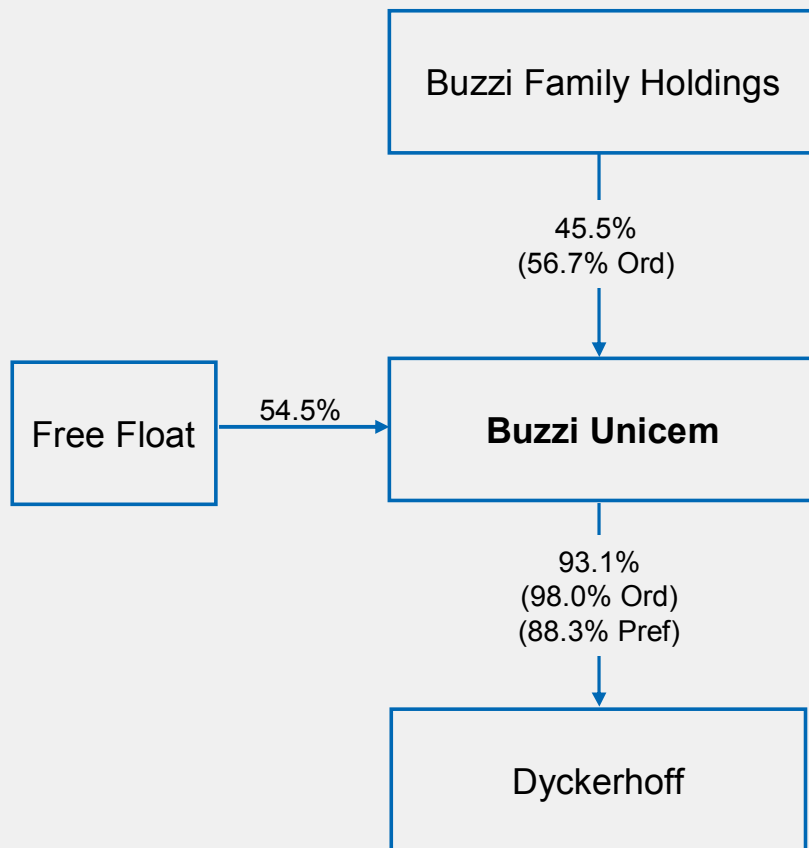 Buzzi Family Holdings
45.5%
(56.7% Ord)
Free Float
54.5%
Buzzi Unicem
93.1%
(98.0% Ord)
(88.3% Pref)
Dyckerhoff